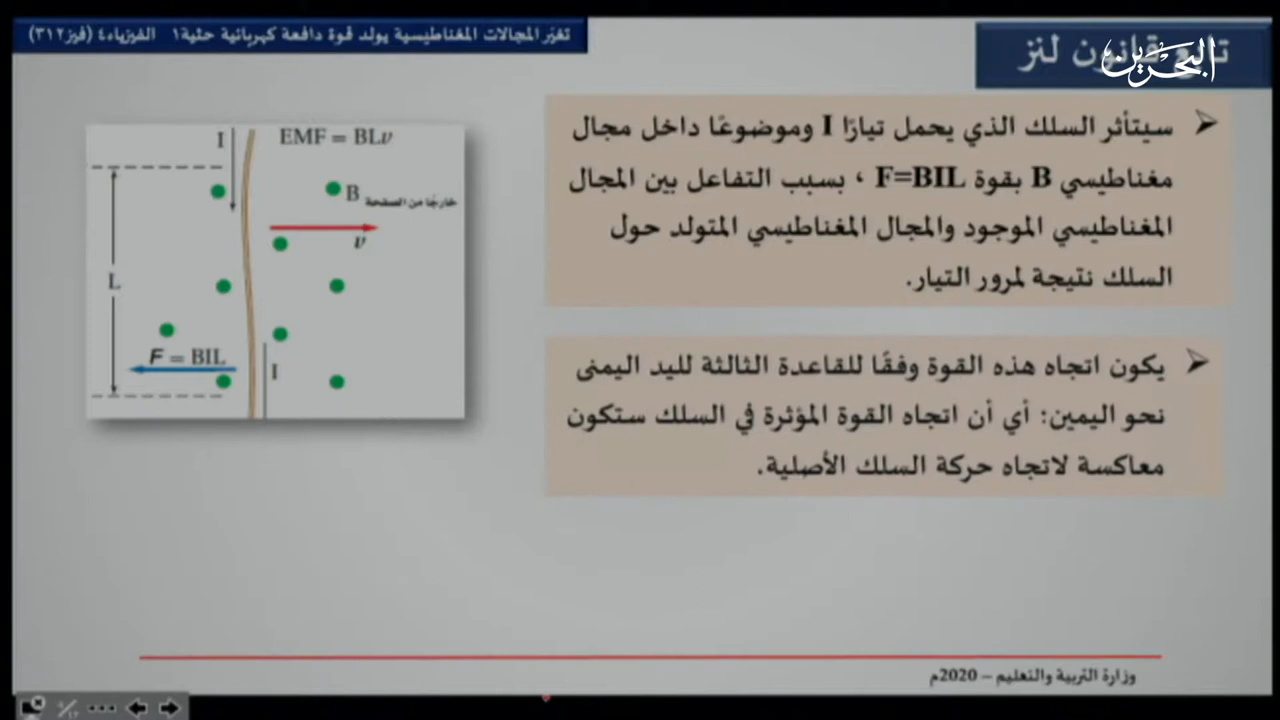 تغيّر المجالات المغناطيسية يولد قوة دافعة كهربائية حثية١ الفيزياء٤ (فيز٣١٢)
تابع قانون لنز
البحرين
سيتأثر السلك الذي يحمل تيارًا I وموضوعًا داخل مجال
مغناطيسي B بقوة F=BIL ، بسبب التفاعل بين المجال
المغناطيسي الموجود والمجال المغناطيسي المتولد حول
السلك نتيجة لمرور التيار.
يكون اتجاه هذه القوة وفقًا للقاعدة الثالثة لليد اليمنى
نحو اليمين: أي أن اتجاه القوة المؤثرة في السلك ستكون
معاكسة لاتجاه حركة السلك الأصلية.
I
EMF = BLv
B خارجًا من الصفحة
v
L
F = BIL
I
وزارة التربية والتعليم – 2020م